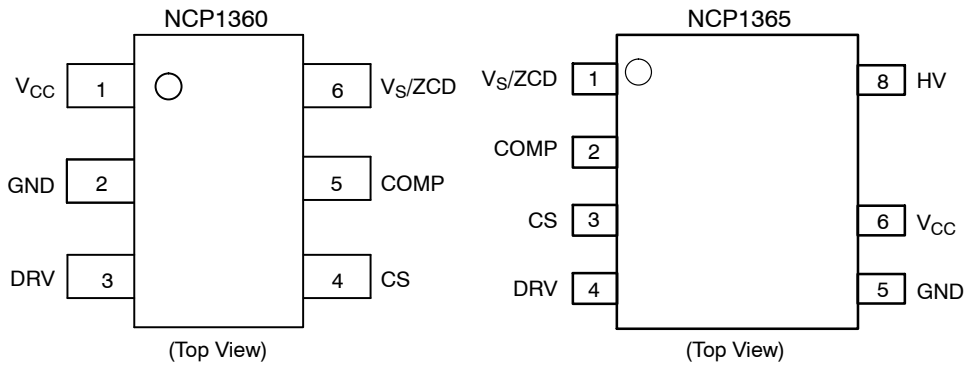 NCP1360
V_CC 1
6 V_S/ZCD
GND 2
5 COMP
DRV 3
4 CS
(Top View)
NCP1365
V_S/ZCD 1
8 HV
COMP 2
CS 3
6 V_CC
DRV 4
5 GND
(Top View)